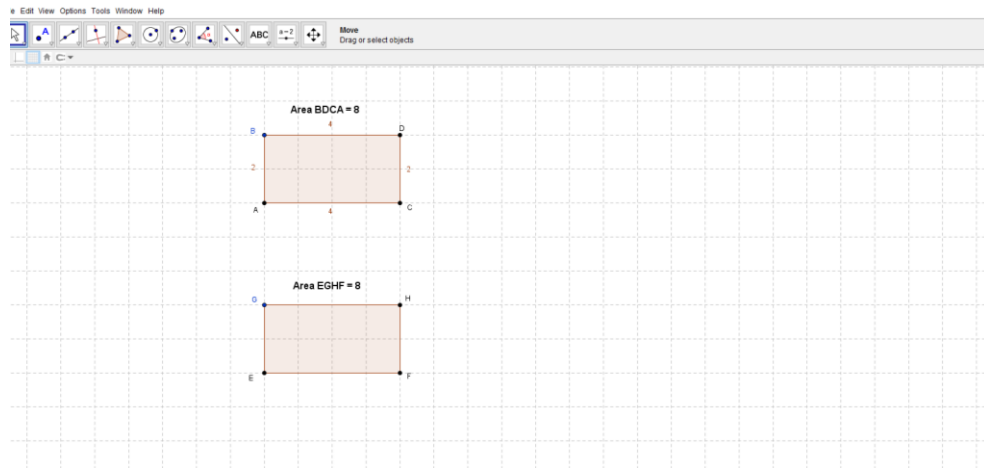 e Edit View Options Tools Window Help
A ABC a=2 Move
Drag or select objects
Area BDCA = 8
4
B D
2 2
A C
4
Area EGHF = 8
G H
E F